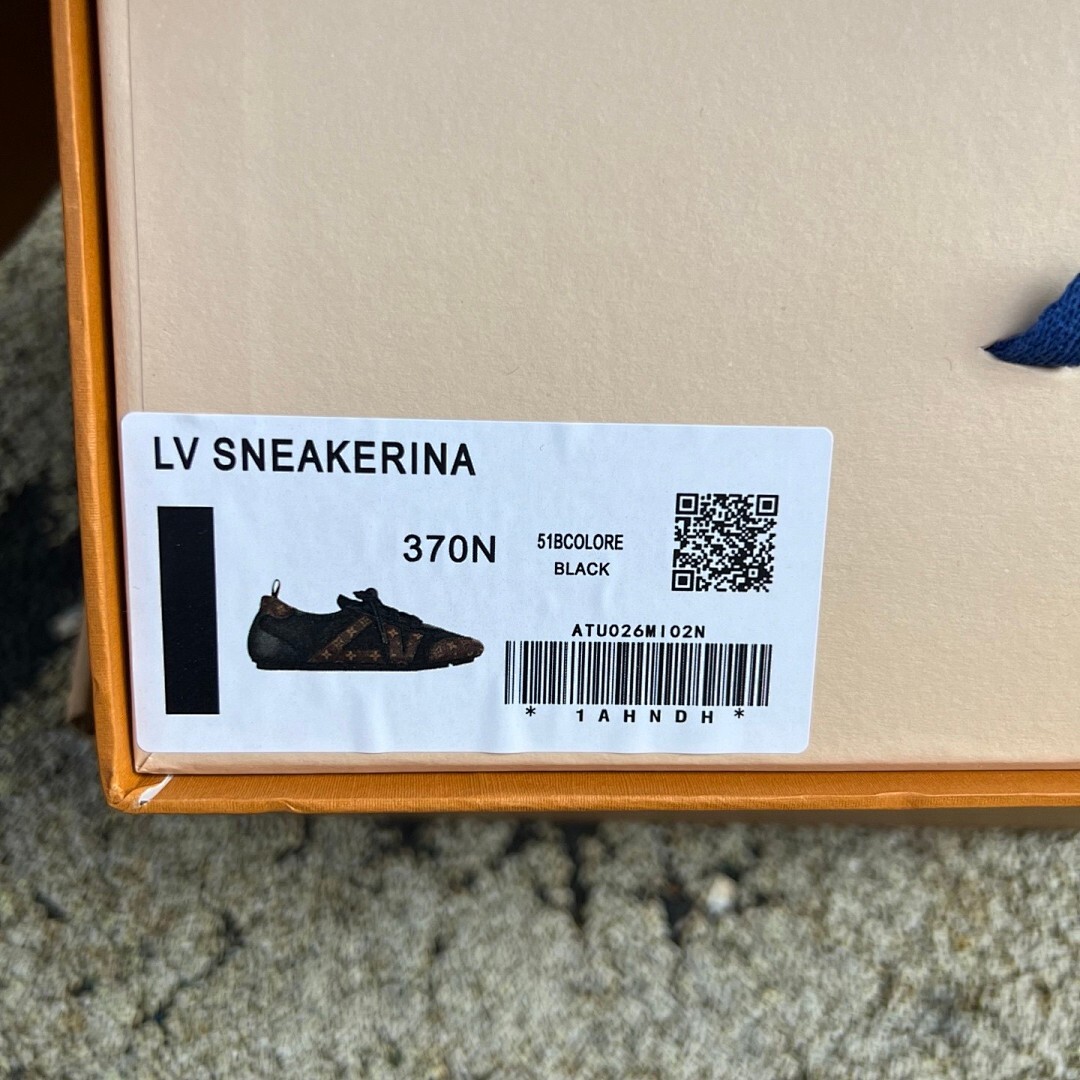 LV SNEAKERINA
370N
51BCOLORE
BLACK
ATU026MI02N
* 1AHNDH *